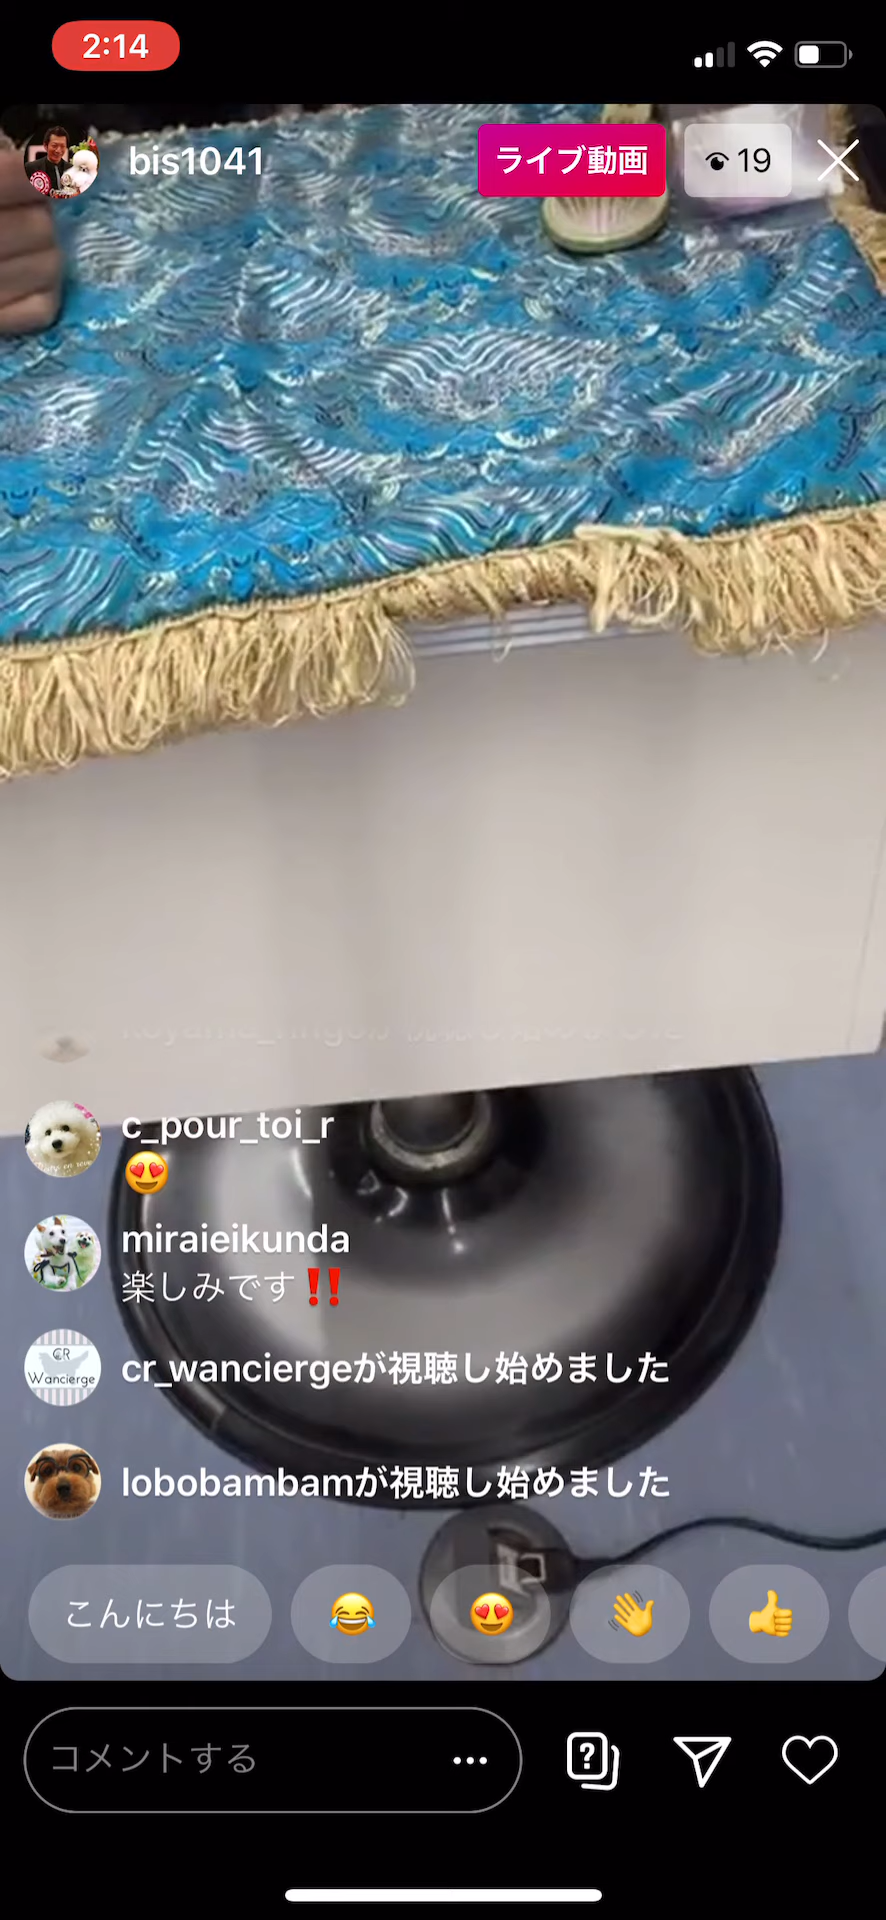 2:14
bis1041
ライブ動画
19
c_pour_toi_r
😍
miraieikunda
楽しみです‼️
CR
Wancierge
cr_wanciergeが視聴し始めました
lobobambamが視聴し始めました
こんにちは
😂
😍
👋
👍
コメントする